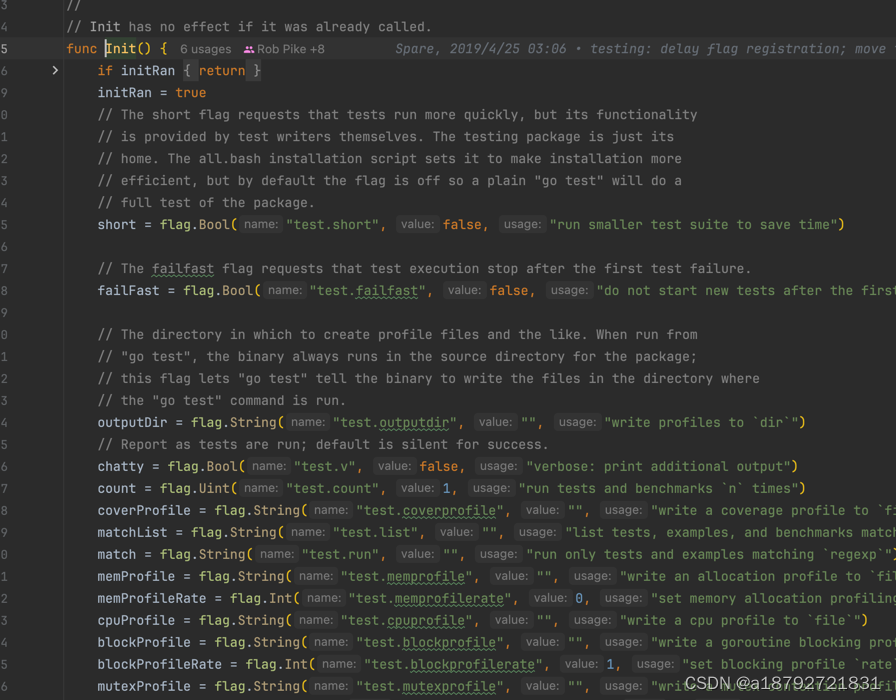 3 //
4 // Init has no effect if it was already called.
5 func Init() { 6 usages Rob Pike +8 Spare, 2019/4/25 03:06 • testing: delay flag registration; move
6 if initRan { return }
9 initRan = true
0 // The short flag requests that tests run more quickly, but its functionality
1 // is provided by test writers themselves. The testing package is just its
2 // home. The all.bash installation script sets it to make installation more
3 // efficient, but by default the flag is off so a plain "go test" will do a
4 // full test of the package.
5 short = flag.Bool( name: "test.short", value: false, usage: "run smaller test suite to save time")
6
7 // The failfast flag requests that test execution stop after the first test failure.
8 failFast = flag.Bool( name: "test.failfast", value: false, usage: "do not start new tests after the first
9
0 // The directory in which to create profile files and the like. When run from
1 // "go test", the binary always runs in the source directory for the package;
2 // this flag lets "go test" tell the binary to write the files in the directory where
3 // the "go test" command is run.
4 outputDir = flag.String( name: "test.outputdir", value: "", usage: "write profiles to `dir`")
5 // Report as tests are run; default is silent for success.
6 chatty = flag.Bool( name: "test.v", value: false, usage: "verbose: print additional output")
7 count = flag.Uint( name: "test.count", value: 1, usage: "run tests and benchmarks `n` times")
8 coverProfile = flag.String( name: "test.coverprofile", value: "", usage: "write a coverage profile to `fi
9 matchList = flag.String( name: "test.list", value: "", usage: "list tests, examples, and benchmarks matc
0 match = flag.String( name: "test.run", value: "", usage: "run only tests and examples matching `regexp`")
1 memProfile = flag.String( name: "test.memprofile", value: "", usage: "write an allocation profile to `fil
2 memProfileRate = flag.Int( name: "test.memprofilerate", value: 0, usage: "set memory allocation profiling
3 cpuProfile = flag.String( name: "test.cpuprofile", value: "", usage: "write a cpu profile to `file`")
4 blockProfile = flag.String( name: "test.blockprofile", value: "", usage: "write a goroutine blocking prof
5 blockProfileRate = flag.Int( name: "test.blockprofilerate", value: 1, usage: "set blocking profile `rate`
6 mutexProfile = flag.String( name: "test.mutexprofile", value: "", usage: "write a
CSDN @a18792721831